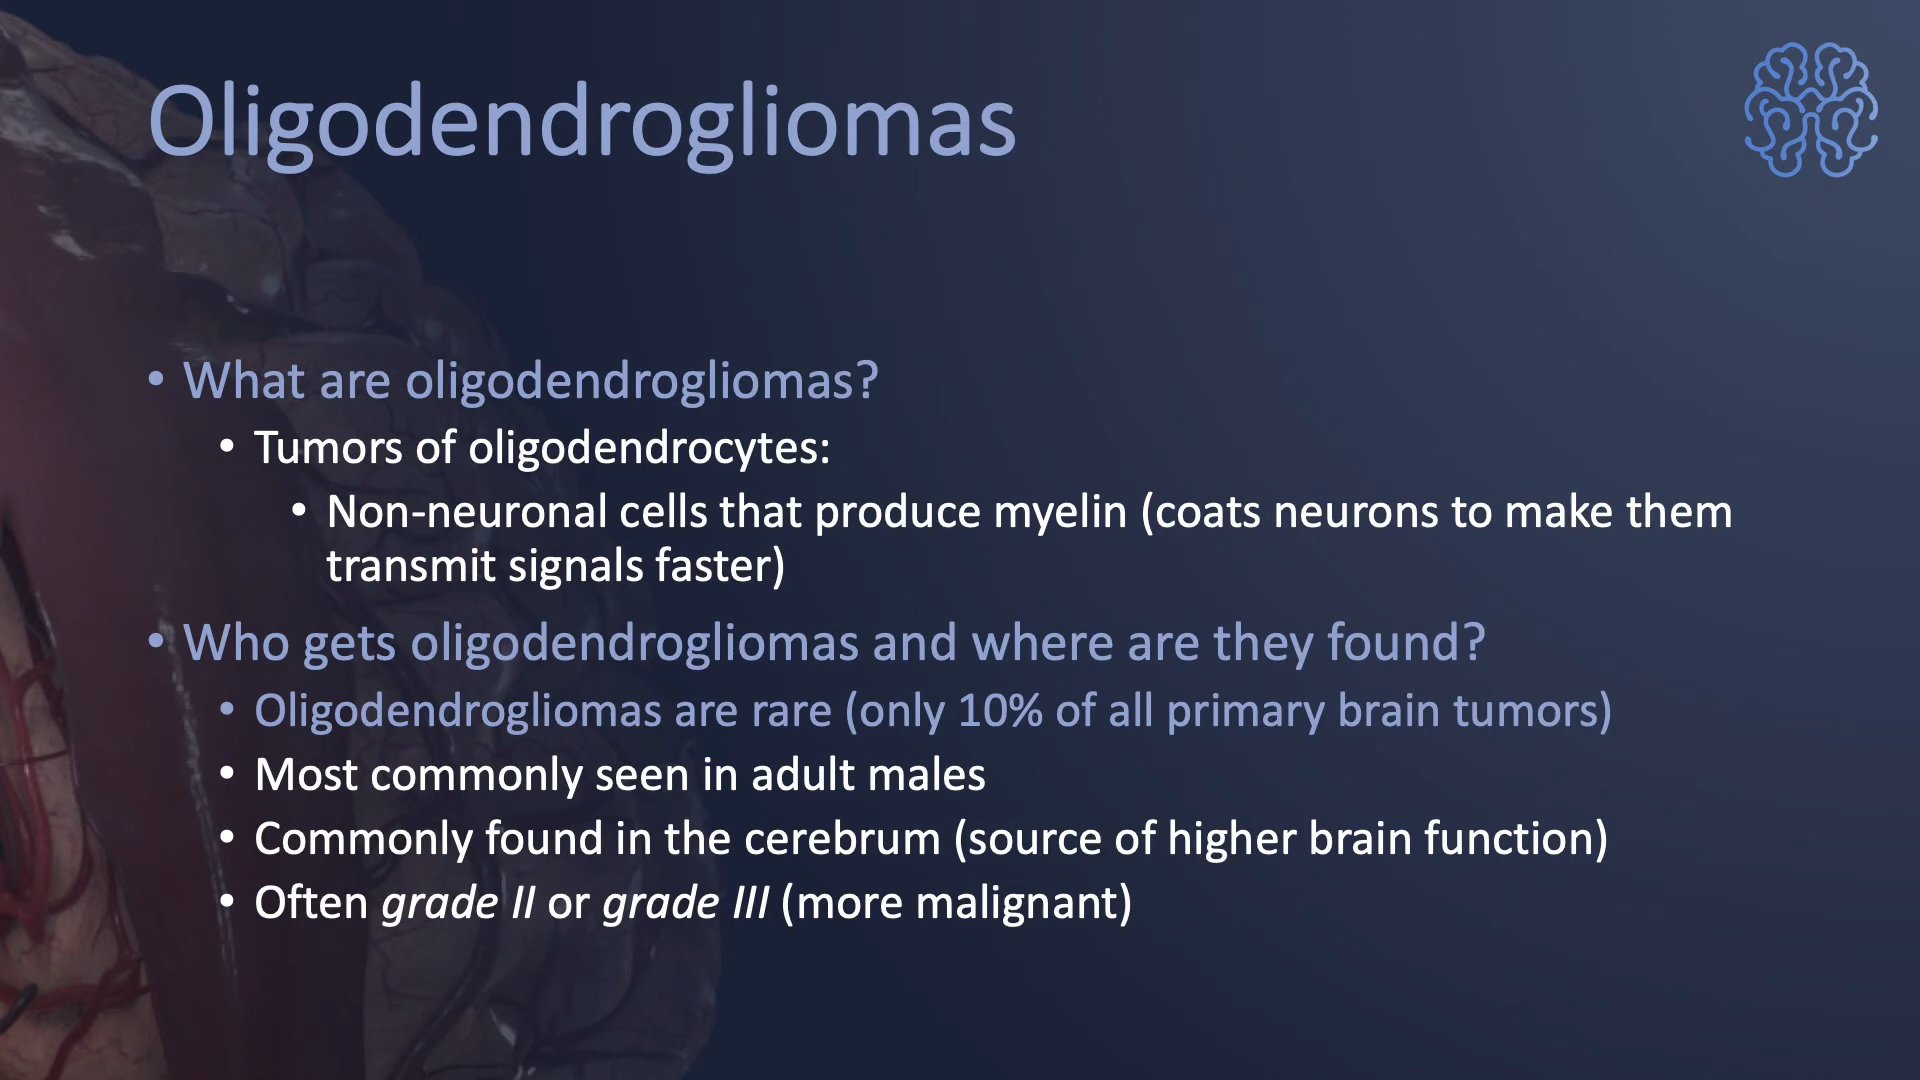 Oligodendrogliomas
• What are oligodendrogliomas?
• Tumors of oligodendrocytes:
• Non-neuronal cells that produce myelin (coats neurons to make them
transmit signals faster)
• Who gets oligodendrogliomas and where are they found?
• Oligodendrogliomas are rare (only 10% of all primary brain tumors)
• Most commonly seen in adult males
• Commonly found in the cerebrum (source of higher brain function)
• Often grade II or grade III (more malignant)